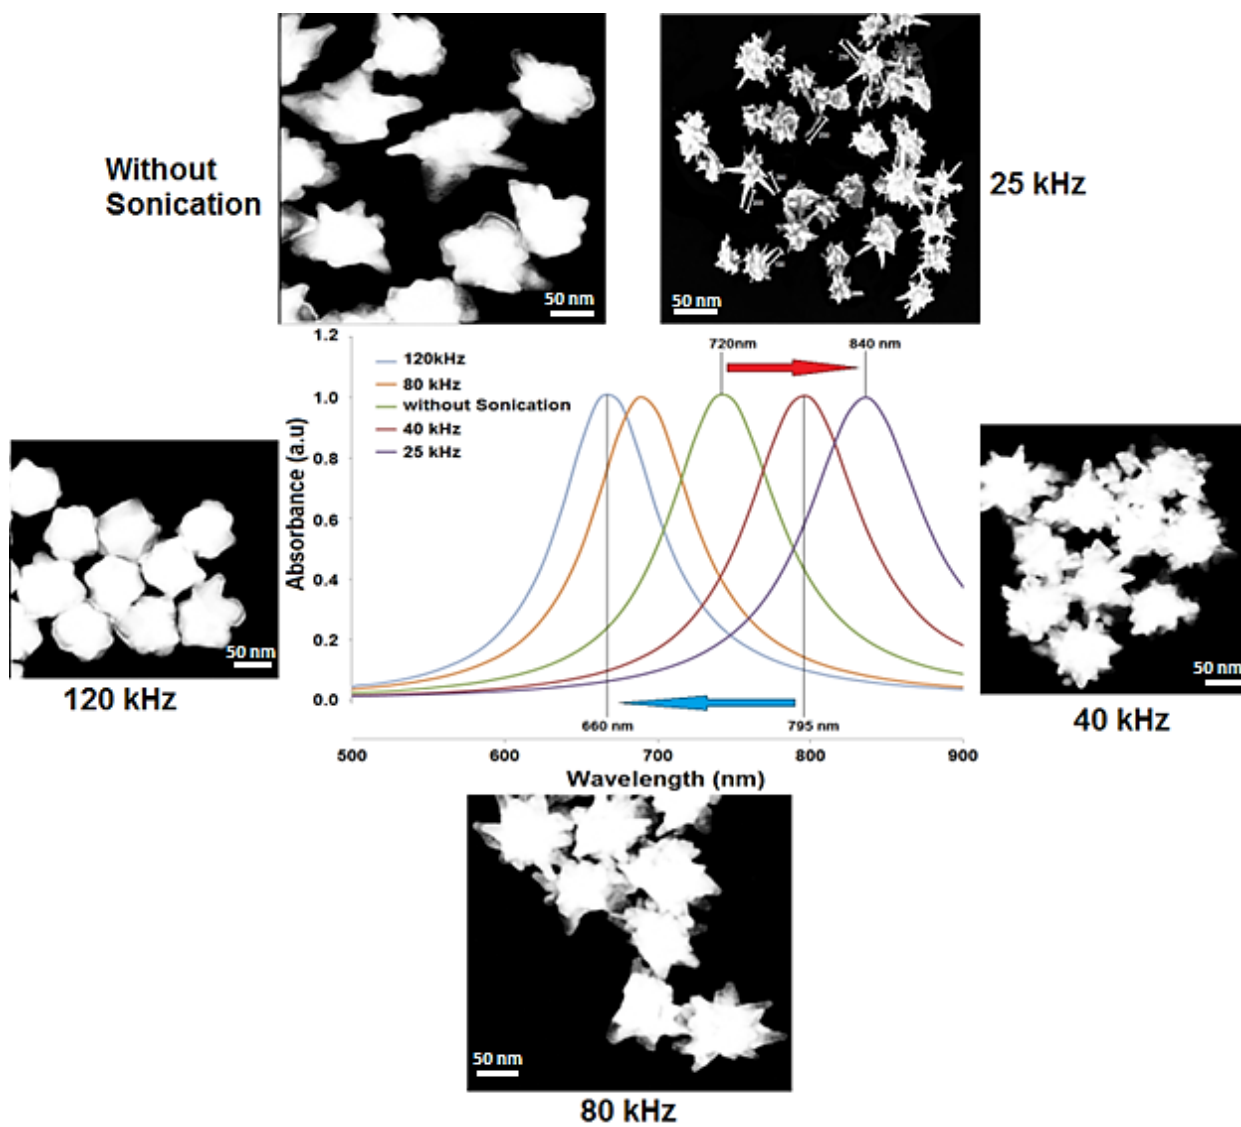 Without
Sonication
50 nm
25 kHz
50 nm
1.2
1.0
0.8
0.6
0.4
0.2
0.0
Absorbance (a.u)
120kHz
80 kHz
without Sonication
40 kHz
25 kHz
720nm
840 nm
660 nm
795 nm
500
600
700
800
900
Wavelength (nm)
50 nm
120 kHz
50 nm
40 kHz
50 nm
80 kHz